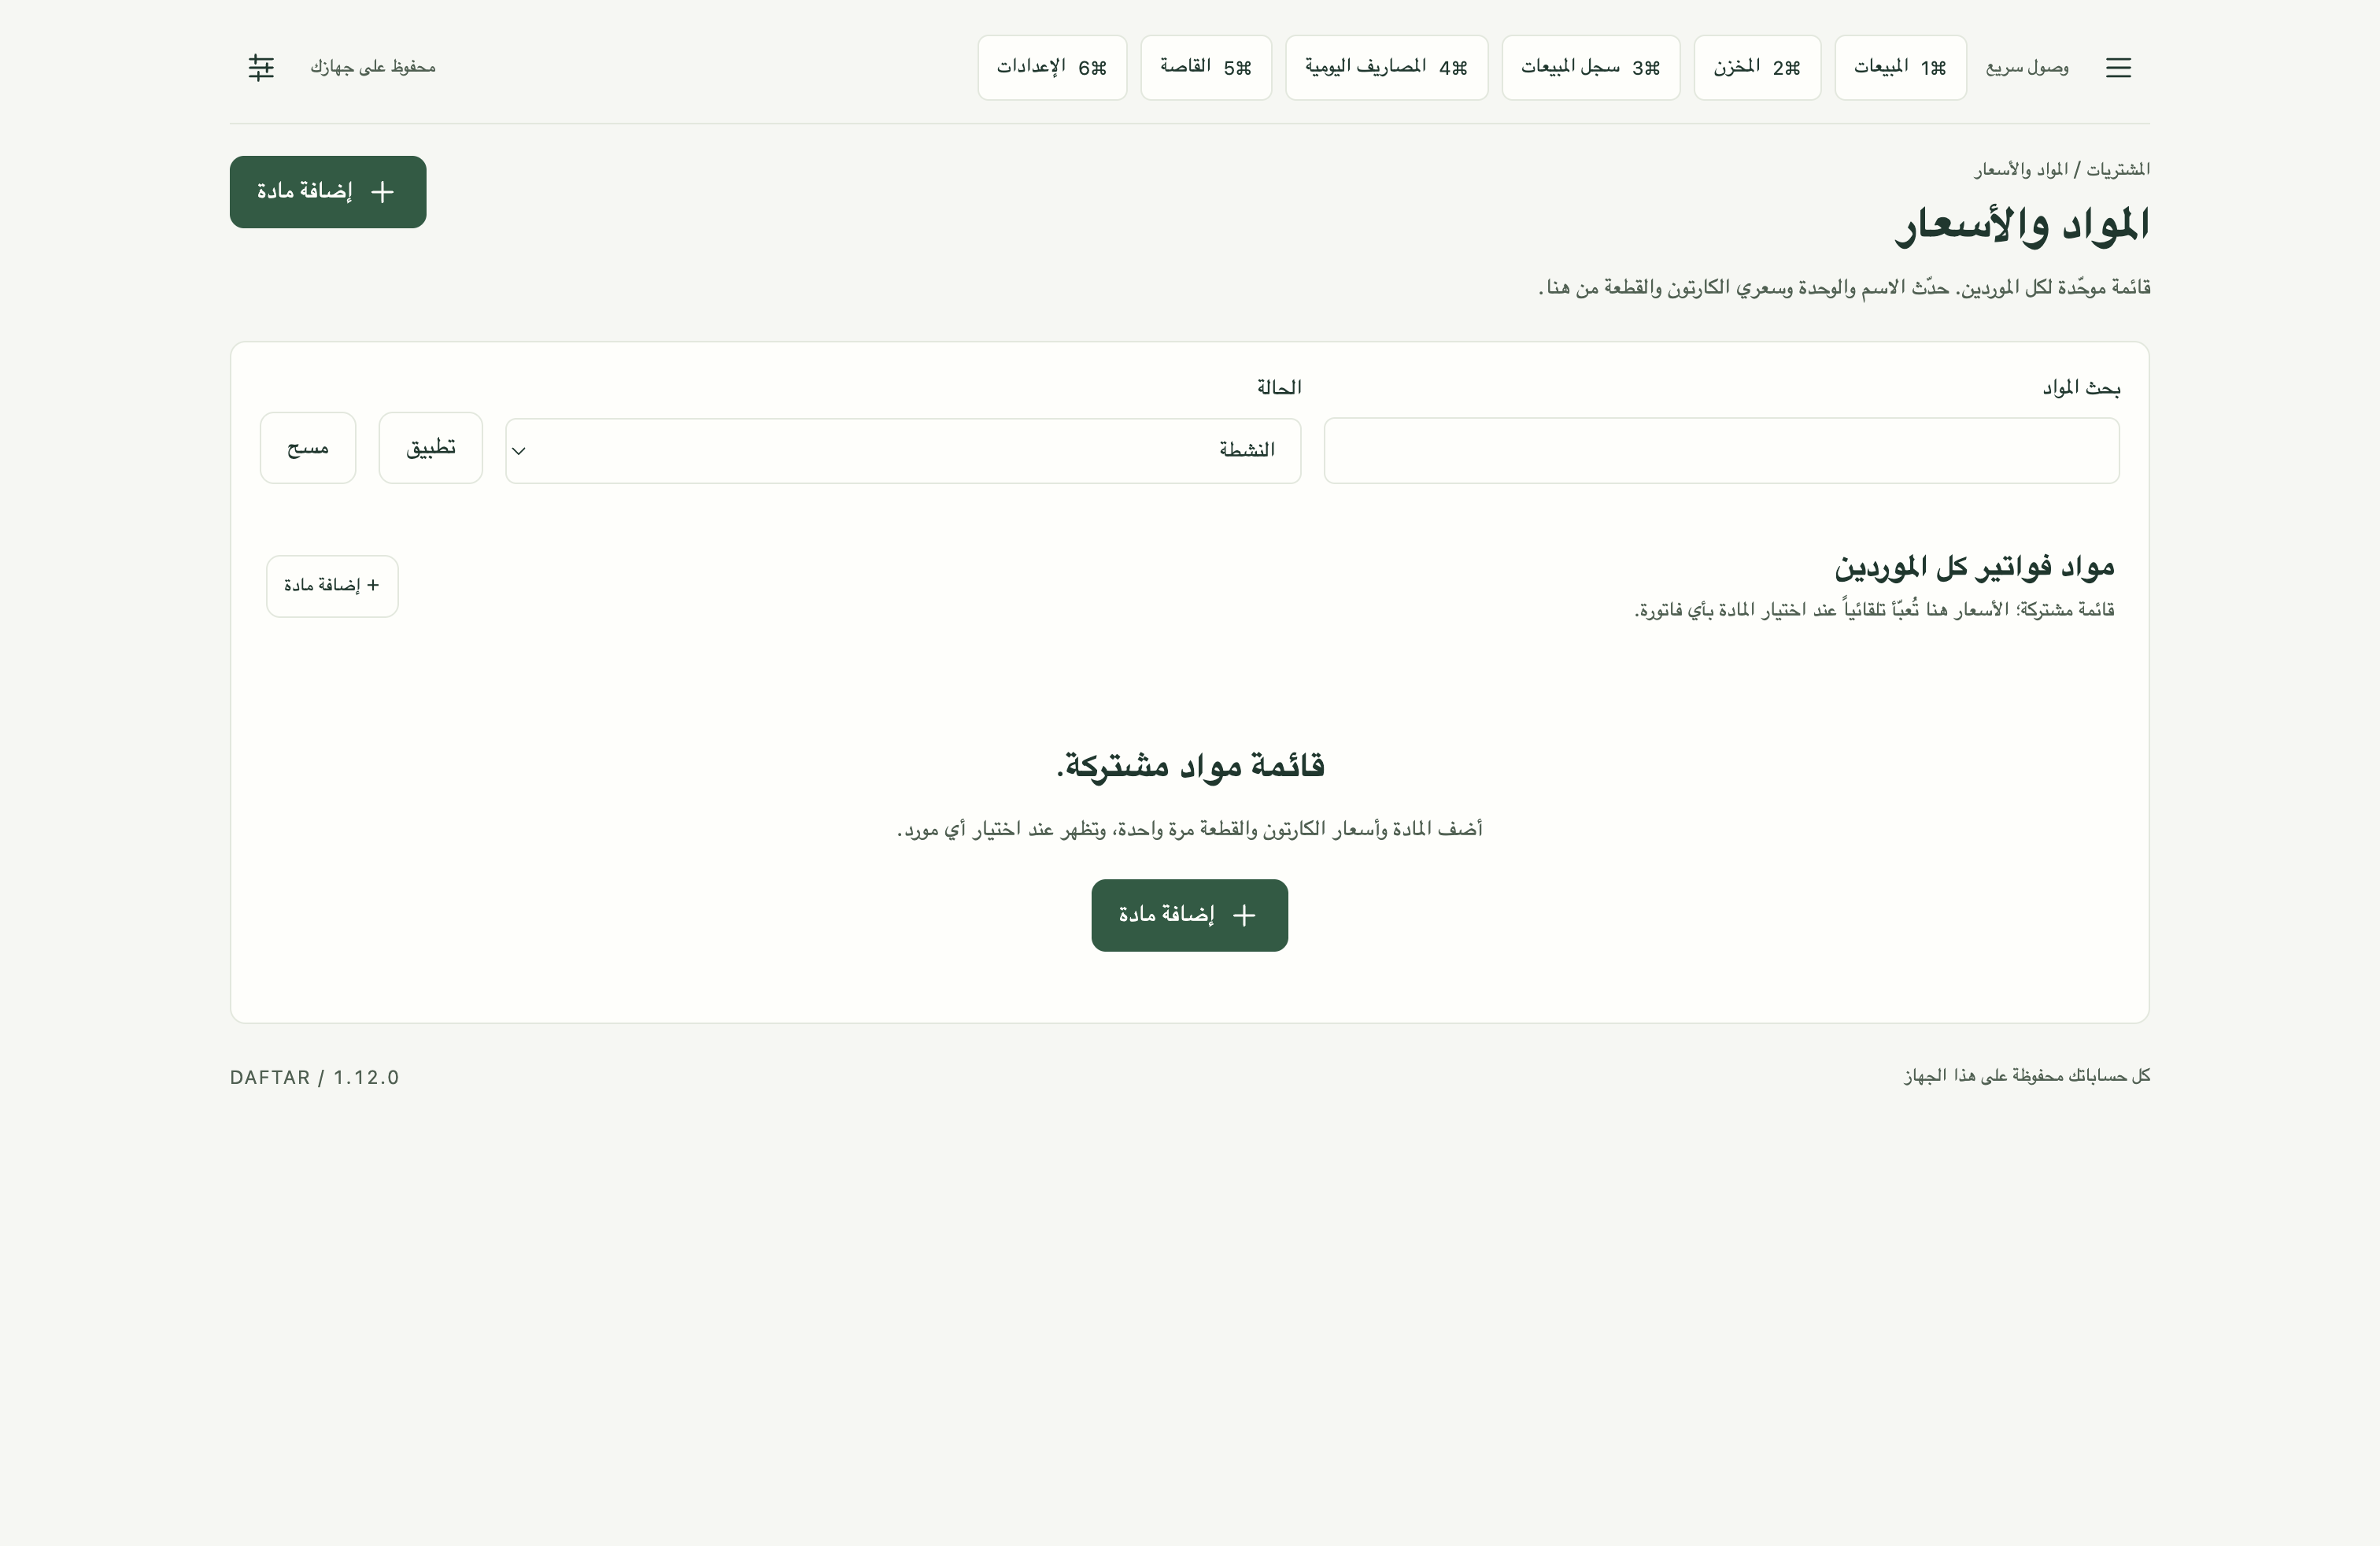 وصول سريع
⌘1 المبيعات
⌘2 المخزن
⌘3 سجل المبيعات
⌘4 المصاريف اليومية
⌘5 القاصة
⌘6 الإعدادات
محفوظ على جهازك
المشتريات / المواد والأسعار
المواد والأسعار
قائمة موحّدة لكل الموردين. حدّث الاسم والوحدة وسعري الكارتون والقطعة من هنا.
إضافة مادة
بحث المواد
الحالة
النشطة
تطبيق
مسح
مواد فواتير كل الموردين
قائمة مشتركة؛ الأسعار هنا تُعبّأ تلقائياً عند اختيار المادة بأي فاتورة.
+ إضافة مادة
قائمة مواد مشتركة.
أضف المادة وأسعار الكارتون والقطعة مرة واحدة، وتظهر عند اختيار أي مورد.
إضافة مادة
كل حساباتك محفوظة على هذا الجهاز
DAFTAR / 1.12.0